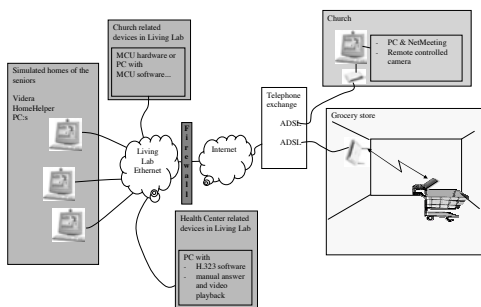 Church related
devices in Living Lab
MCU hardware or
PC with
MCU software...
Simulated homes of the
seniors
Videra
HomeHelper
PC:s
Living
Lab
Ethernet
Firewall
Internet
Telephone
exchange
ADSL
ADSL
Church
- PC & NetMeeting
- Remote controlled
camera
Grocery store
Health Center related
devices in Living Lab
PC with
- H.323 software
- manual answer
and video
playback